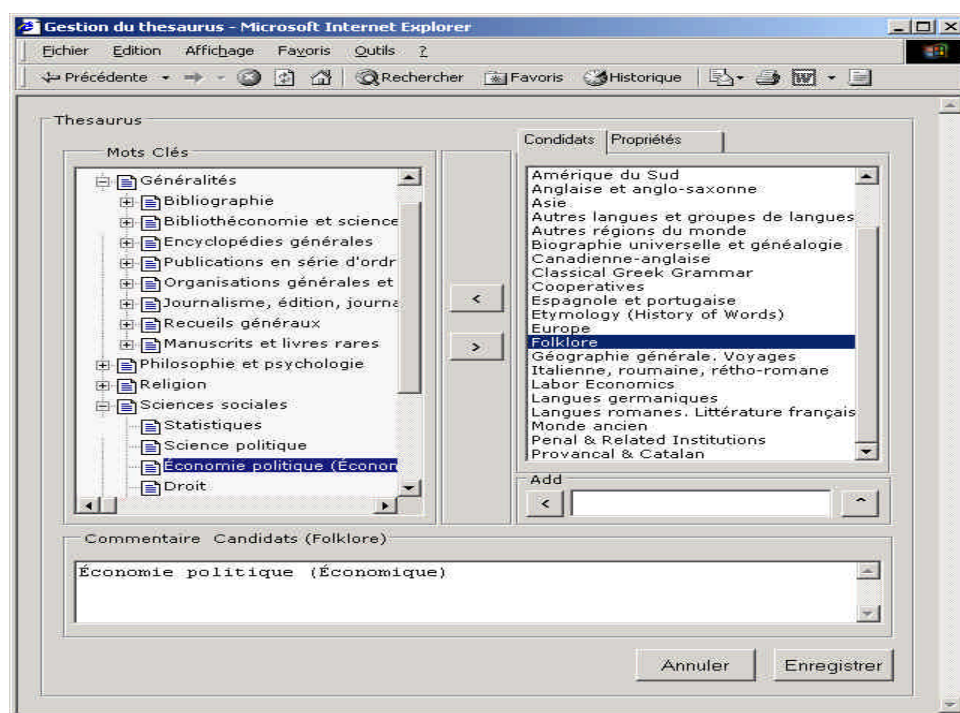 Gestion du thesaurus - Microsoft Internet Explorer
Fichier Edition Affichage Favoris Outils ?
Précédente Rechercher Favoris Historique
Thesaurus
Mots Clés
Généralités
Bibliographie
Bibliothéconomie et science
Encyclopédies générales
Publications en série d'ordr
Organisations générales et
Journalisme, édition, journa
Recueils généraux
Manuscrits et livres rares
Philosophie et psychologie
Religion
Sciences sociales
Statistiques
Science politique
Économie politique (Économ
Droit
<
>
Condidats Propriétés
Amérique du Sud
Anglaise et anglo-saxonne
Asie
Autres langues et groupes de langues
Autres régions du monde
Biographie universelle et généalogie
Canadienne-anglaise
Classical Greek Grammar
Cooperatives
Espagnole et portugaise
Etymology (History of Words)
Europe
Folklore
Géographie générale. Voyages
Italienne, roumaine, rétho-romane
Labor Economics
Langues germaniques
Langues romanes. Littérature français
Monde ancien
Penal & Related Institutions
Provancal & Catalan
Add
< ^
Commentaire Candidats (Folklore)
Économie politique (Économique)
Annuler Enregistrer